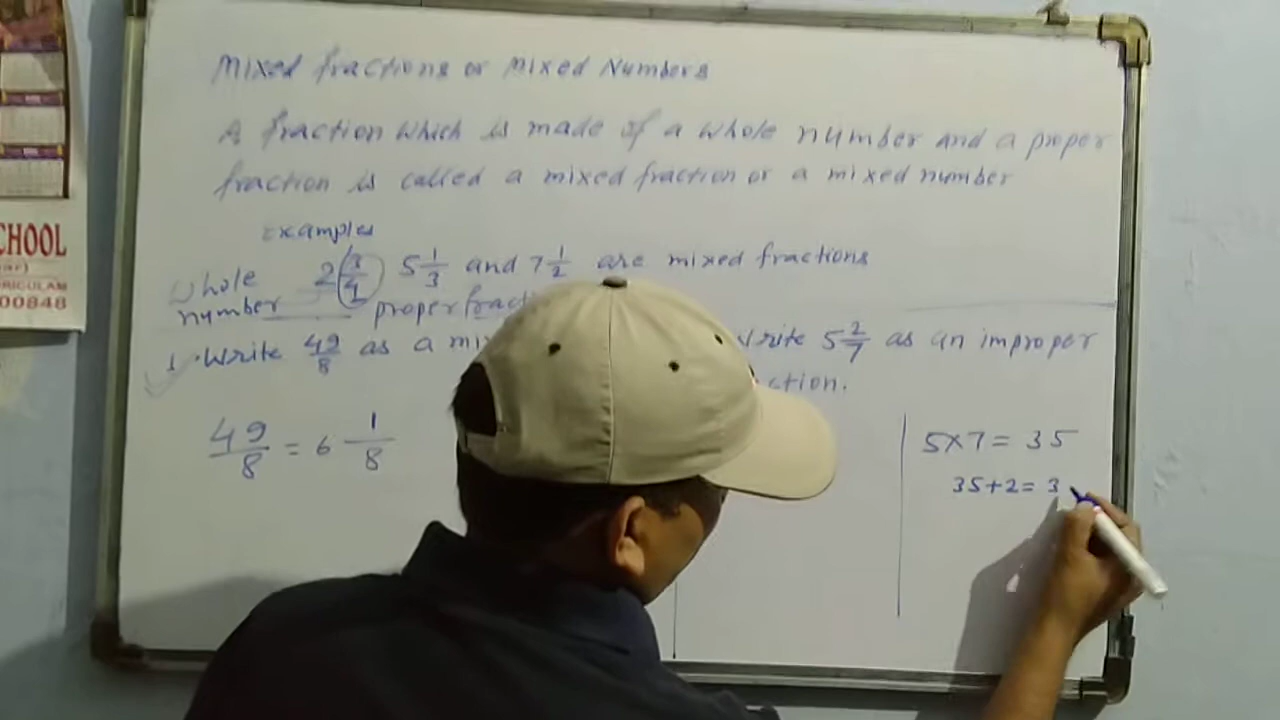 Mixed fractions or Mixed Numbers
A fraction which is made of a whole number and a proper
fraction is called a mixed fraction or a mixed number
Examples
whole number 2 3/4 5 1/3 and 7 1/2 are mixed fractions
proper fract
1. Write 49/8 as a mi
write 5 2/7 as an improper
ction.
49/8 = 6 1/8
5×7= 35
35+2= 3
CHOOL
RRICULAM
00848